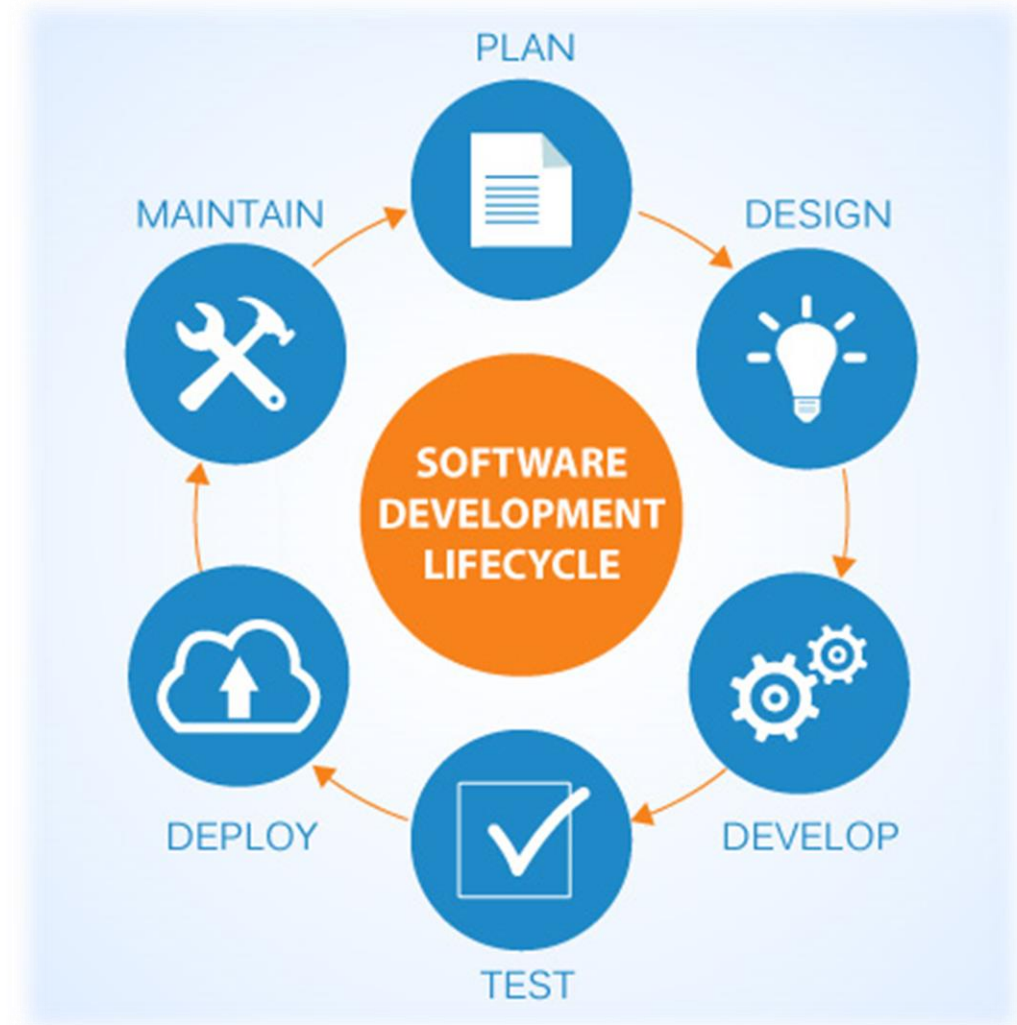 PLAN
MAINTAIN
DESIGN
SOFTWARE
DEVELOPMENT
LIFECYCLE
DEPLOY
DEVELOP
TEST